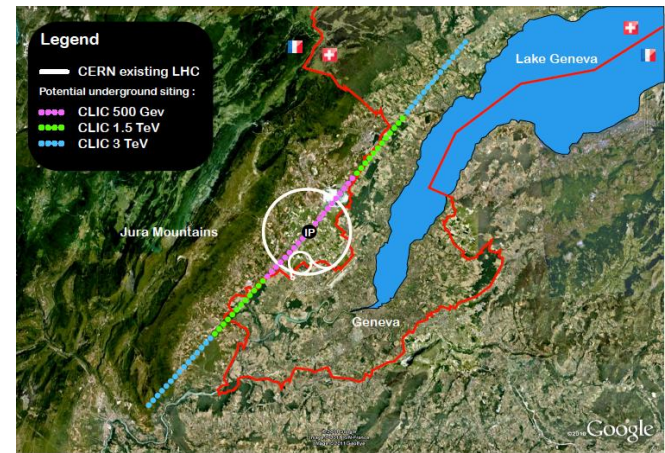 Legend
CERN existing LHC
Potential underground siting :
CLIC 500 Gev
CLIC 1.5 TeV
CLIC 3 TeV
Lake Geneva
Jura Mountains
IP
Geneva
©2010 Google